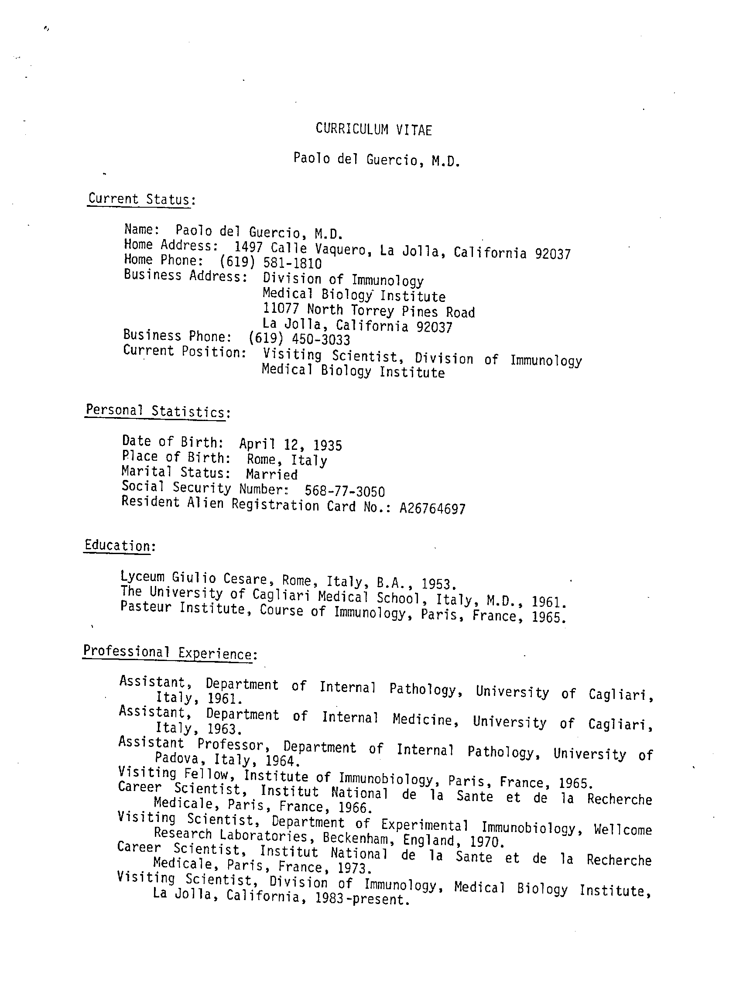 CURRICULUM VITAE
Paolo del Guercio, M.D.
Current Status:
Name: Paolo del Guercio, M.D.
Home Address: 1497 Calle Vaquero, La Jolla, California 92037
Home Phone: (619) 581-1810
Business Address: Division of Immunology
Medical Biology Institute
11077 North Torrey Pines Road
La Jolla, California 92037
Business Phone: (619) 450-3033
Current Position: Visiting Scientist, Division of Immunology
Medical Biology Institute
Personal Statistics:
Date of Birth: April 12, 1935
Place of Birth: Rome, Italy
Marital Status: Married
Social Security Number: 568-77-3050
Resident Alien Registration Card No.: A26764697
Education:
Lyceum Giulio Cesare, Rome, Italy, B.A., 1953.
The University of Cagliari Medical School, Italy, M.D., 1961.
Pasteur Institute, Course of Immunology, Paris, France, 1965.
Professional Experience:
Assistant, Department of Internal Pathology, University of Cagliari,
Italy, 1961.
Assistant, Department of Internal Medicine, University of Cagliari,
Italy, 1963.
Assistant Professor, Department of Internal Pathology, University of
Padova, Italy, 1964.
Visiting Fellow, Institute of Immunobiology, Paris, France, 1965.
Career Scientist, Institut National de la Sante et de la Recherche
Medicale, Paris, France, 1966.
Visiting Scientist, Department of Experimental Immunobiology, Wellcome
Research Laboratories, Beckenham, England, 1970.
Career Scientist, Institut National de la Sante et de la Recherche
Medicale, Paris, France, 1973.
Visiting Scientist, Division of Immunology, Medical Biology Institute,
La Jolla, California, 1983-present.